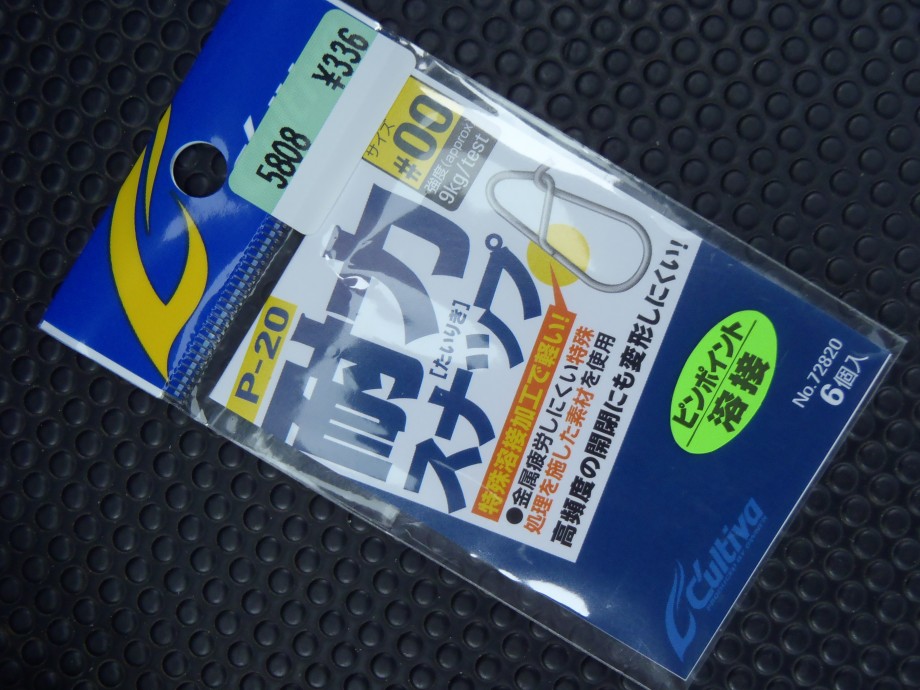 ¥336
5808
サイズ
#00
強度(approx)
9kg/test
P-20
耐力
[たいりき]
スナップ
特殊溶接加工で軽い!
●金属疲労しにくい特殊
処理を施した素材を使用
高頻度の開閉にも変形しにくい!
ピンポイント
溶接
No.72820
6個入
Cultiva